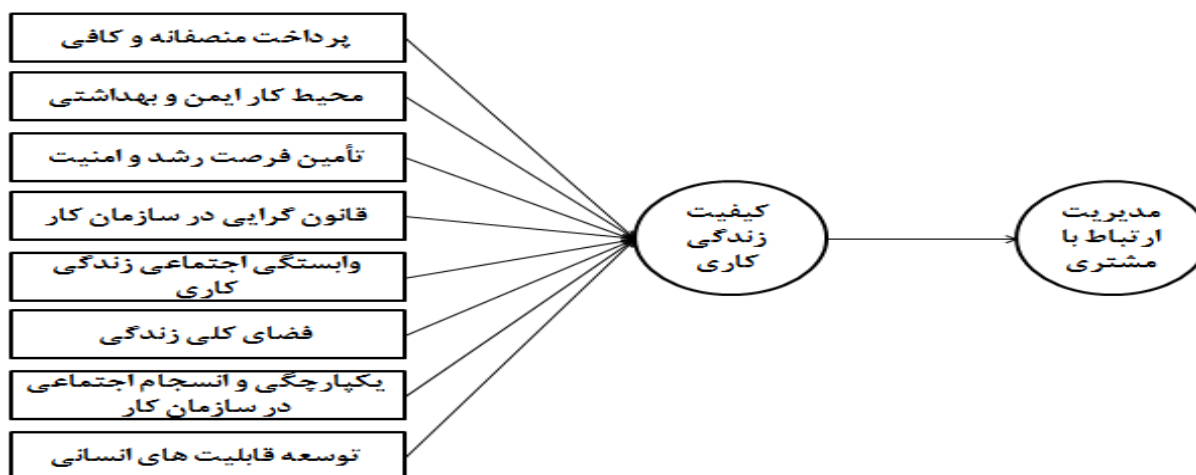 پرداخت منصفانه و کافی
محیط کار ایمن و بهداشتی
تأمین فرصت رشد و امنیت
قانون گرایی در سازمان کار
وابستگی اجتماعی زندگی
کاری
فضای کلی زندگی
یکپارچگی و انسجام اجتماعی
در سازمان کار
توسعه قابلیت های انسانی
کیفیت
زندگی
کاری
مدیریت
ارتباط با
مشتری